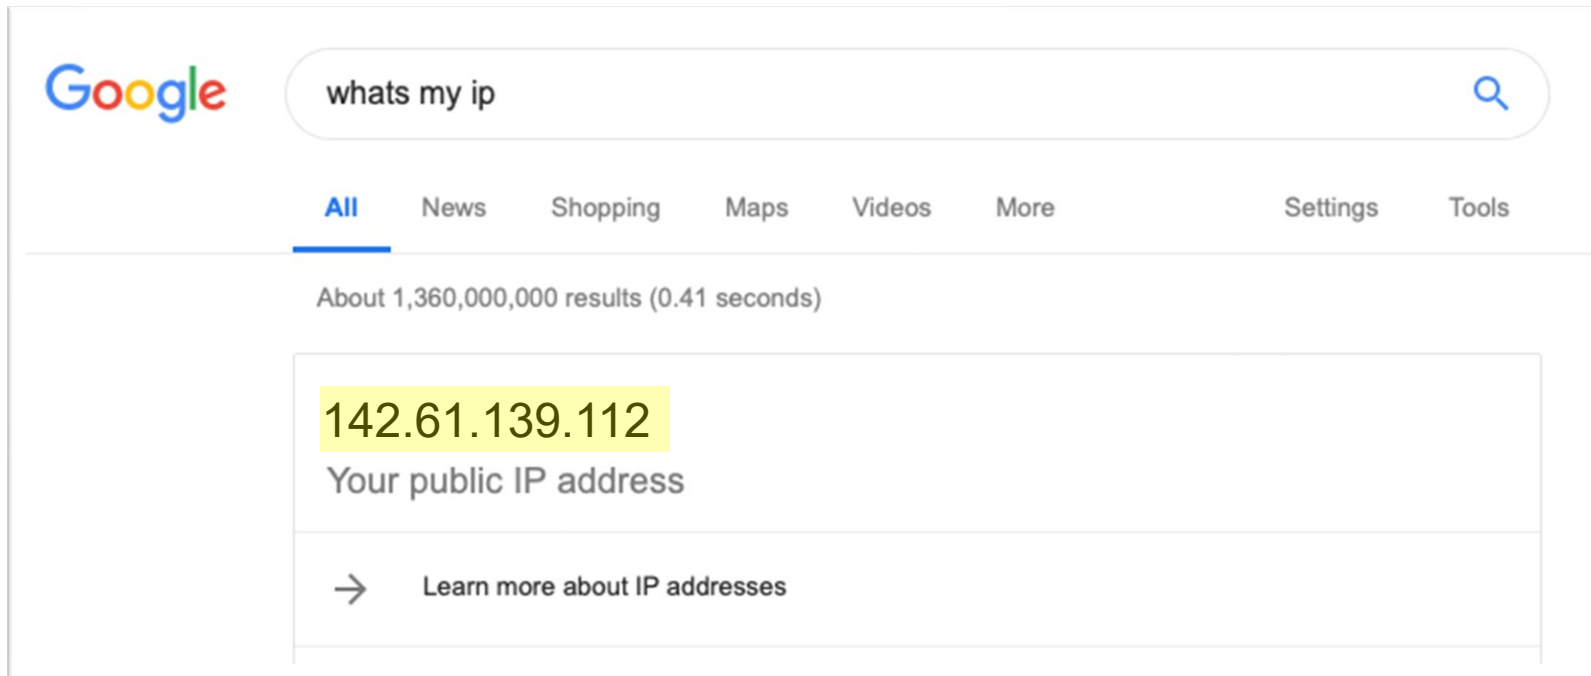 Google
whats my ip
All News Shopping Maps Videos More Settings Tools
About 1,360,000,000 results (0.41 seconds)
142.61.139.112
Your public IP address
Learn more about IP addresses